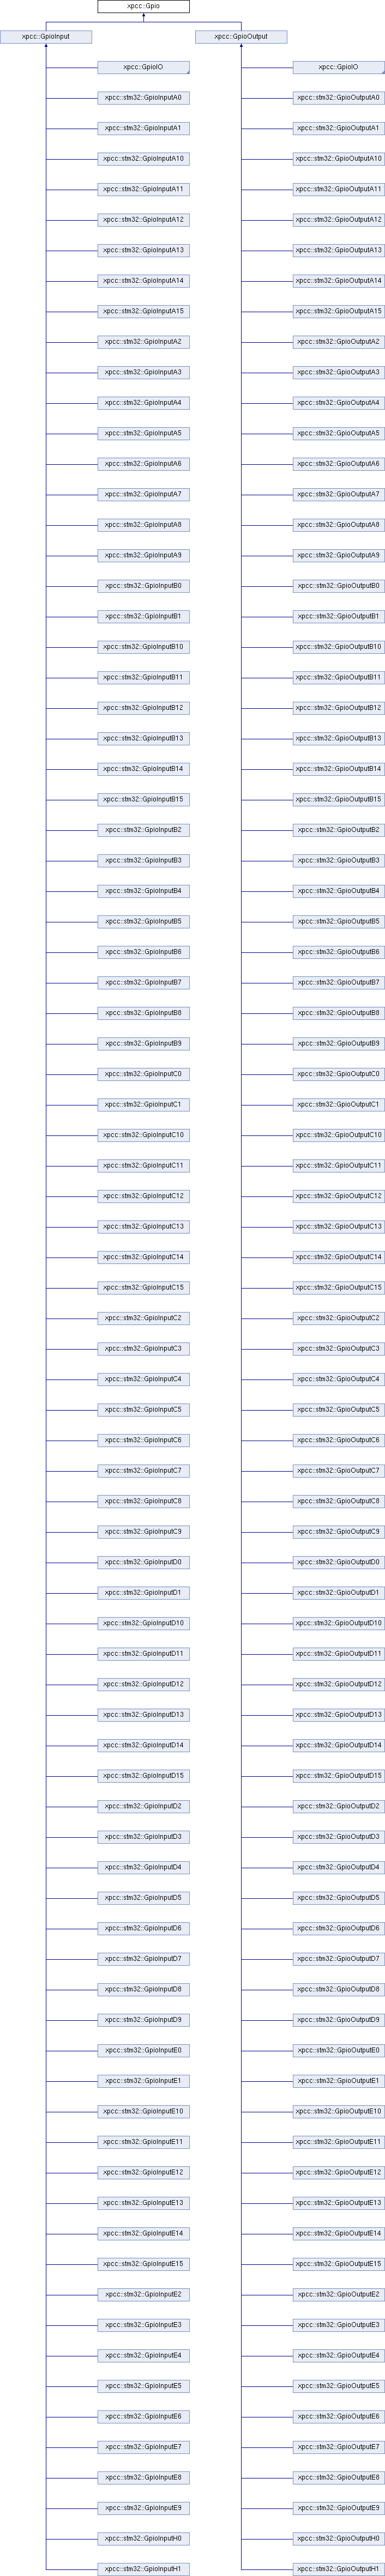 xpcc::Gpio
xpcc::GpioInput xpcc::GpioOutput
xpcc::GpioIO xpcc::GpioIO
xpcc::stm32::GpioInputA0 xpcc::stm32::GpioOutputA0
xpcc::stm32::GpioInputA1 xpcc::stm32::GpioOutputA1
xpcc::stm32::GpioInputA10 xpcc::stm32::GpioOutputA10
xpcc::stm32::GpioInputA11 xpcc::stm32::GpioOutputA11
xpcc::stm32::GpioInputA12 xpcc::stm32::GpioOutputA12
xpcc::stm32::GpioInputA13 xpcc::stm32::GpioOutputA13
xpcc::stm32::GpioInputA14 xpcc::stm32::GpioOutputA14
xpcc::stm32::GpioInputA15 xpcc::stm32::GpioOutputA15
xpcc::stm32::GpioInputA2 xpcc::stm32::GpioOutputA2
xpcc::stm32::GpioInputA3 xpcc::stm32::GpioOutputA3
xpcc::stm32::GpioInputA4 xpcc::stm32::GpioOutputA4
xpcc::stm32::GpioInputA5 xpcc::stm32::GpioOutputA5
xpcc::stm32::GpioInputA6 xpcc::stm32::GpioOutputA6
xpcc::stm32::GpioInputA7 xpcc::stm32::GpioOutputA7
xpcc::stm32::GpioInputA8 xpcc::stm32::GpioOutputA8
xpcc::stm32::GpioInputA9 xpcc::stm32::GpioOutputA9
xpcc::stm32::GpioInputB0 xpcc::stm32::GpioOutputB0
xpcc::stm32::GpioInputB1 xpcc::stm32::GpioOutputB1
xpcc::stm32::GpioInputB10 xpcc::stm32::GpioOutputB10
xpcc::stm32::GpioInputB11 xpcc::stm32::GpioOutputB11
xpcc::stm32::GpioInputB12 xpcc::stm32::GpioOutputB12
xpcc::stm32::GpioInputB13 xpcc::stm32::GpioOutputB13
xpcc::stm32::GpioInputB14 xpcc::stm32::GpioOutputB14
xpcc::stm32::GpioInputB15 xpcc::stm32::GpioOutputB15
xpcc::stm32::GpioInputB2 xpcc::stm32::GpioOutputB2
xpcc::stm32::GpioInputB3 xpcc::stm32::GpioOutputB3
xpcc::stm32::GpioInputB4 xpcc::stm32::GpioOutputB4
xpcc::stm32::GpioInputB5 xpcc::stm32::GpioOutputB5
xpcc::stm32::GpioInputB6 xpcc::stm32::GpioOutputB6
xpcc::stm32::GpioInputB7 xpcc::stm32::GpioOutputB7
xpcc::stm32::GpioInputB8 xpcc::stm32::GpioOutputB8
xpcc::stm32::GpioInputB9 xpcc::stm32::GpioOutputB9
xpcc::stm32::GpioInputC0 xpcc::stm32::GpioOutputC0
xpcc::stm32::GpioInputC1 xpcc::stm32::GpioOutputC1
xpcc::stm32::GpioInputC10 xpcc::stm32::GpioOutputC10
xpcc::stm32::GpioInputC11 xpcc::stm32::GpioOutputC11
xpcc::stm32::GpioInputC12 xpcc::stm32::GpioOutputC12
xpcc::stm32::GpioInputC13 xpcc::stm32::GpioOutputC13
xpcc::stm32::GpioInputC14 xpcc::stm32::GpioOutputC14
xpcc::stm32::GpioInputC15 xpcc::stm32::GpioOutputC15
xpcc::stm32::GpioInputC2 xpcc::stm32::GpioOutputC2
xpcc::stm32::GpioInputC3 xpcc::stm32::GpioOutputC3
xpcc::stm32::GpioInputC4 xpcc::stm32::GpioOutputC4
xpcc::stm32::GpioInputC5 xpcc::stm32::GpioOutputC5
xpcc::stm32::GpioInputC6 xpcc::stm32::GpioOutputC6
xpcc::stm32::GpioInputC7 xpcc::stm32::GpioOutputC7
xpcc::stm32::GpioInputC8 xpcc::stm32::GpioOutputC8
xpcc::stm32::GpioInputC9 xpcc::stm32::GpioOutputC9
xpcc::stm32::GpioInputD0 xpcc::stm32::GpioOutputD0
xpcc::stm32::GpioInputD1 xpcc::stm32::GpioOutputD1
xpcc::stm32::GpioInputD10 xpcc::stm32::GpioOutputD10
xpcc::stm32::GpioInputD11 xpcc::stm32::GpioOutputD11
xpcc::stm32::GpioInputD12 xpcc::stm32::GpioOutputD12
xpcc::stm32::GpioInputD13 xpcc::stm32::GpioOutputD13
xpcc::stm32::GpioInputD14 xpcc::stm32::GpioOutputD14
xpcc::stm32::GpioInputD15 xpcc::stm32::GpioOutputD15
xpcc::stm32::GpioInputD2 xpcc::stm32::GpioOutputD2
xpcc::stm32::GpioInputD3 xpcc::stm32::GpioOutputD3
xpcc::stm32::GpioInputD4 xpcc::stm32::GpioOutputD4
xpcc::stm32::GpioInputD5 xpcc::stm32::GpioOutputD5
xpcc::stm32::GpioInputD6 xpcc::stm32::GpioOutputD6
xpcc::stm32::GpioInputD7 xpcc::stm32::GpioOutputD7
xpcc::stm32::GpioInputD8 xpcc::stm32::GpioOutputD8
xpcc::stm32::GpioInputD9 xpcc::stm32::GpioOutputD9
xpcc::stm32::GpioInputE0 xpcc::stm32::GpioOutputE0
xpcc::stm32::GpioInputE1 xpcc::stm32::GpioOutputE1
xpcc::stm32::GpioInputE10 xpcc::stm32::GpioOutputE10
xpcc::stm32::GpioInputE11 xpcc::stm32::GpioOutputE11
xpcc::stm32::GpioInputE12 xpcc::stm32::GpioOutputE12
xpcc::stm32::GpioInputE13 xpcc::stm32::GpioOutputE13
xpcc::stm32::GpioInputE14 xpcc::stm32::GpioOutputE14
xpcc::stm32::GpioInputE15 xpcc::stm32::GpioOutputE15
xpcc::stm32::GpioInputE2 xpcc::stm32::GpioOutputE2
xpcc::stm32::GpioInputE3 xpcc::stm32::GpioOutputE3
xpcc::stm32::GpioInputE4 xpcc::stm32::GpioOutputE4
xpcc::stm32::GpioInputE5 xpcc::stm32::GpioOutputE5
xpcc::stm32::GpioInputE6 xpcc::stm32::GpioOutputE6
xpcc::stm32::GpioInputE7 xpcc::stm32::GpioOutputE7
xpcc::stm32::GpioInputE8 xpcc::stm32::GpioOutputE8
xpcc::stm32::GpioInputE9 xpcc::stm32::GpioOutputE9
xpcc::stm32::GpioInputH0 xpcc::stm32::GpioOutputH0
xpcc::stm32::GpioInputH1 xpcc::stm32::GpioOutputH1